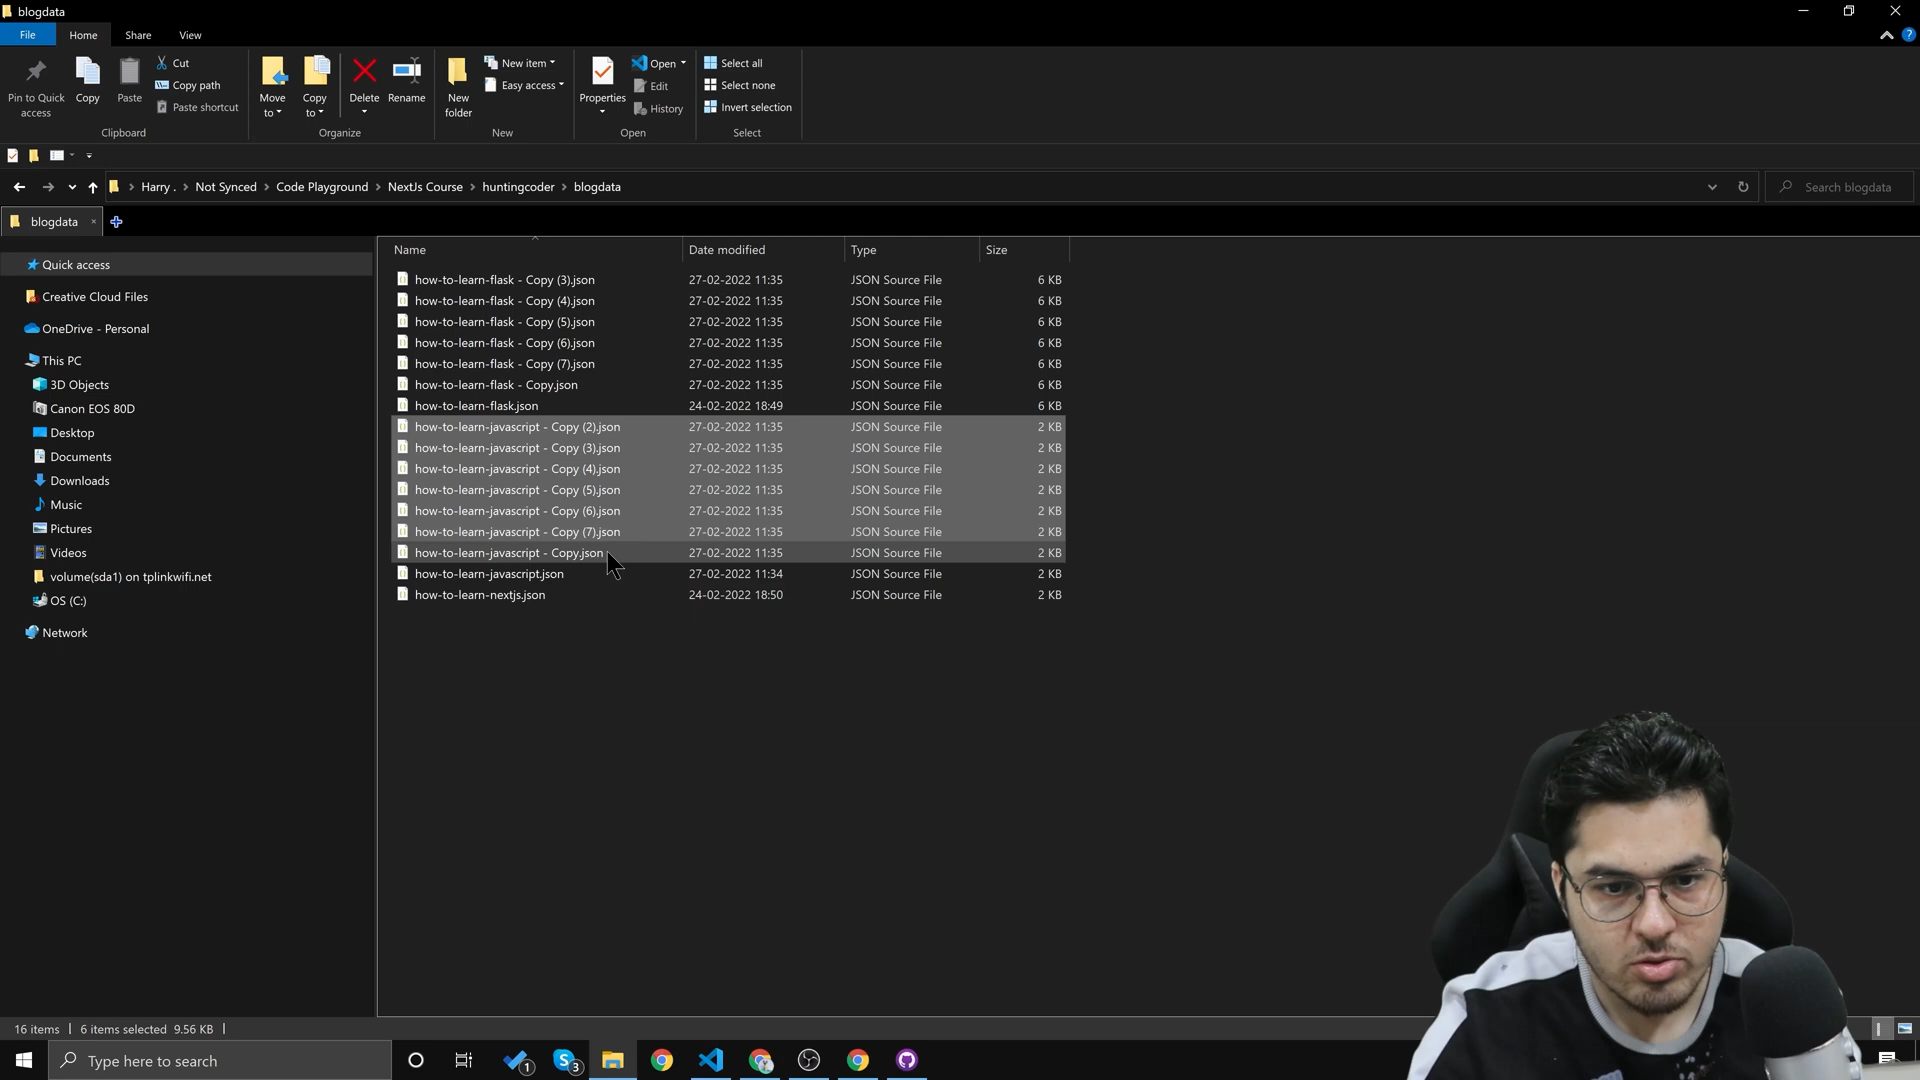 blogdata
File Home Share View
Pin to Quick access
Copy
Paste
Cut
Copy path
Paste shortcut
Clipboard
Move to
Copy to
Delete
Rename
Organize
New folder
New item
Easy access
New
Properties
Open
Edit
History
Open
Select all
Select none
Invert selection
Select
Harry . > Not Synced > Code Playground > NextJs Course > huntingcoder > blogdata
Search blogdata
blogdata
Quick access
Creative Cloud Files
OneDrive - Personal
This PC
3D Objects
Canon EOS 80D
Desktop
Documents
Downloads
Music
Pictures
Videos
volume(sda1) on tplinkwifi.net
OS (C:)
Network
Name Date modified Type Size
how-to-learn-flask - Copy (3).json 27-02-2022 11:35 JSON Source File 6 KB
how-to-learn-flask - Copy (4).json 27-02-2022 11:35 JSON Source File 6 KB
how-to-learn-flask - Copy (5).json 27-02-2022 11:35 JSON Source File 6 KB
how-to-learn-flask - Copy (6).json 27-02-2022 11:35 JSON Source File 6 KB
how-to-learn-flask - Copy (7).json 27-02-2022 11:35 JSON Source File 6 KB
how-to-learn-flask - Copy.json 27-02-2022 11:35 JSON Source File 6 KB
how-to-learn-flask.json 24-02-2022 18:49 JSON Source File 6 KB
how-to-learn-javascript - Copy (2).json 27-02-2022 11:35 JSON Source File 2 KB
how-to-learn-javascript - Copy (3).json 27-02-2022 11:35 JSON Source File 2 KB
how-to-learn-javascript - Copy (4).json 27-02-2022 11:35 JSON Source File 2 KB
how-to-learn-javascript - Copy (5).json 27-02-2022 11:35 JSON Source File 2 KB
how-to-learn-javascript - Copy (6).json 27-02-2022 11:35 JSON Source File 2 KB
how-to-learn-javascript - Copy (7).json 27-02-2022 11:35 JSON Source File 2 KB
how-to-learn-javascript - Copy.json 27-02-2022 11:35 JSON Source File 2 KB
how-to-learn-javascript.json 27-02-2022 11:34 JSON Source File 2 KB
how-to-learn-nextjs.json 24-02-2022 18:50 JSON Source File 2 KB
16 items 6 items selected 9.56 KB
Type here to search
1
3